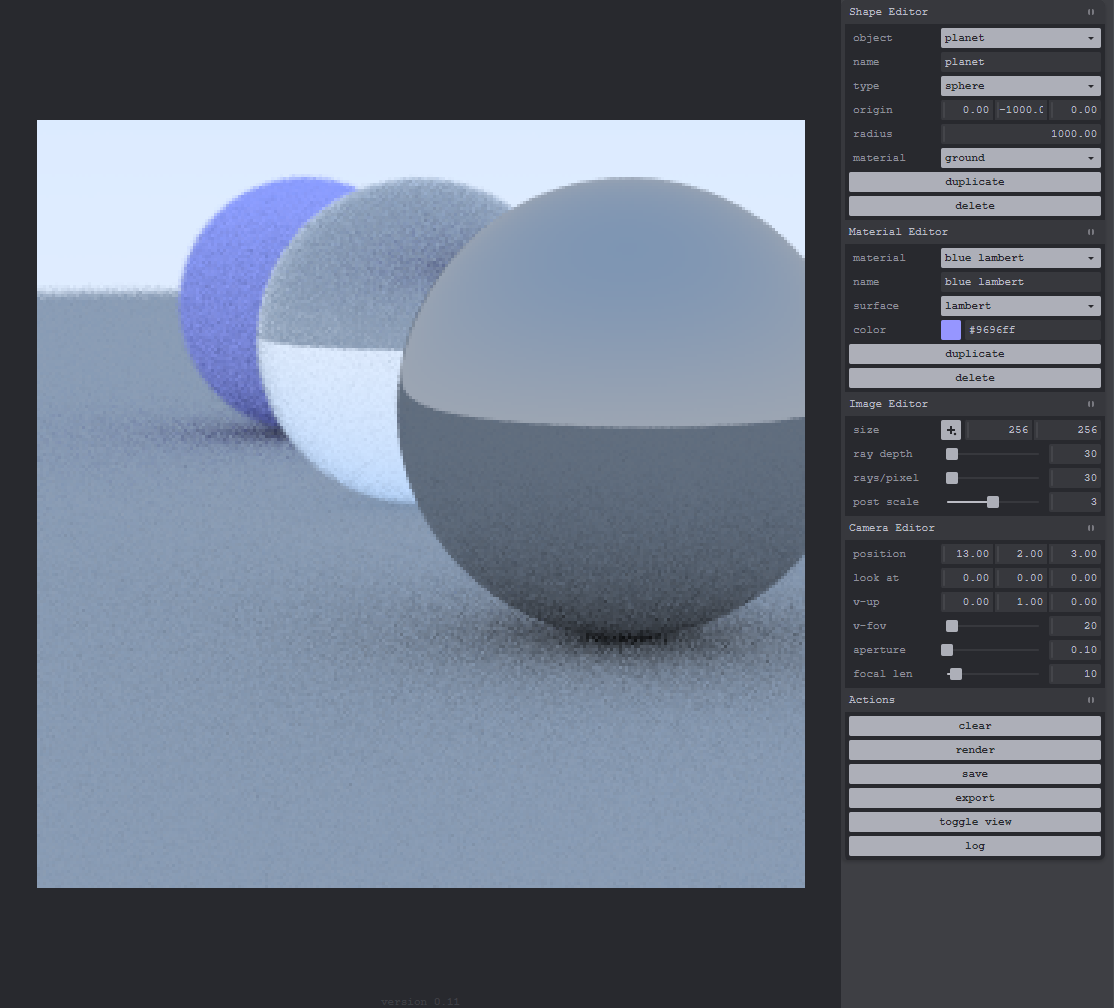 Shape Editor
object planet
name planet
type sphere
origin 0.00 -1000.0 0.00
radius 1000.00
material ground
duplicate
delete
Material Editor
material blue lambert
name blue lambert
surface lambert
color #9696ff
duplicate
delete
Image Editor
size + 256 256
ray depth 30
rays/pixel 30
post scale 3
Camera Editor
position 13.00 2.00 3.00
look at 0.00 0.00 0.00
v-up 0.00 1.00 0.00
v-fov 20
aperture 0.10
focal len 10
Actions
clear
render
save
export
toggle view
log
version 0.11